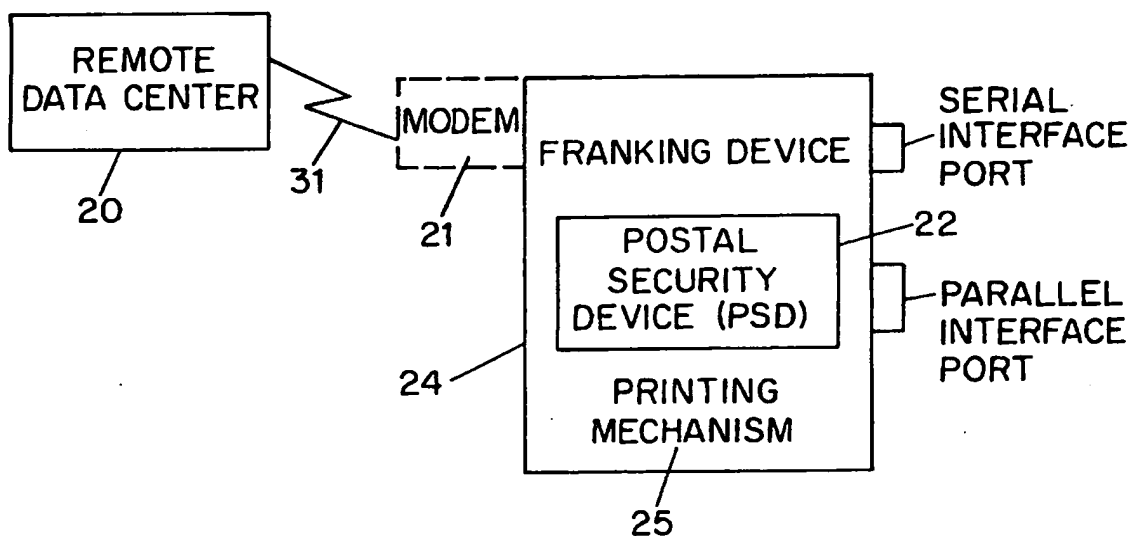 REMOTE
DATA CENTER
20
31
MODEM
21
FRANKING DEVICE
POSTAL
SECURITY
DEVICE (PSD)
22
24
PRINTING
MECHANISM
25
SERIAL
INTERFACE
PORT
PARALLEL
INTERFACE
PORT